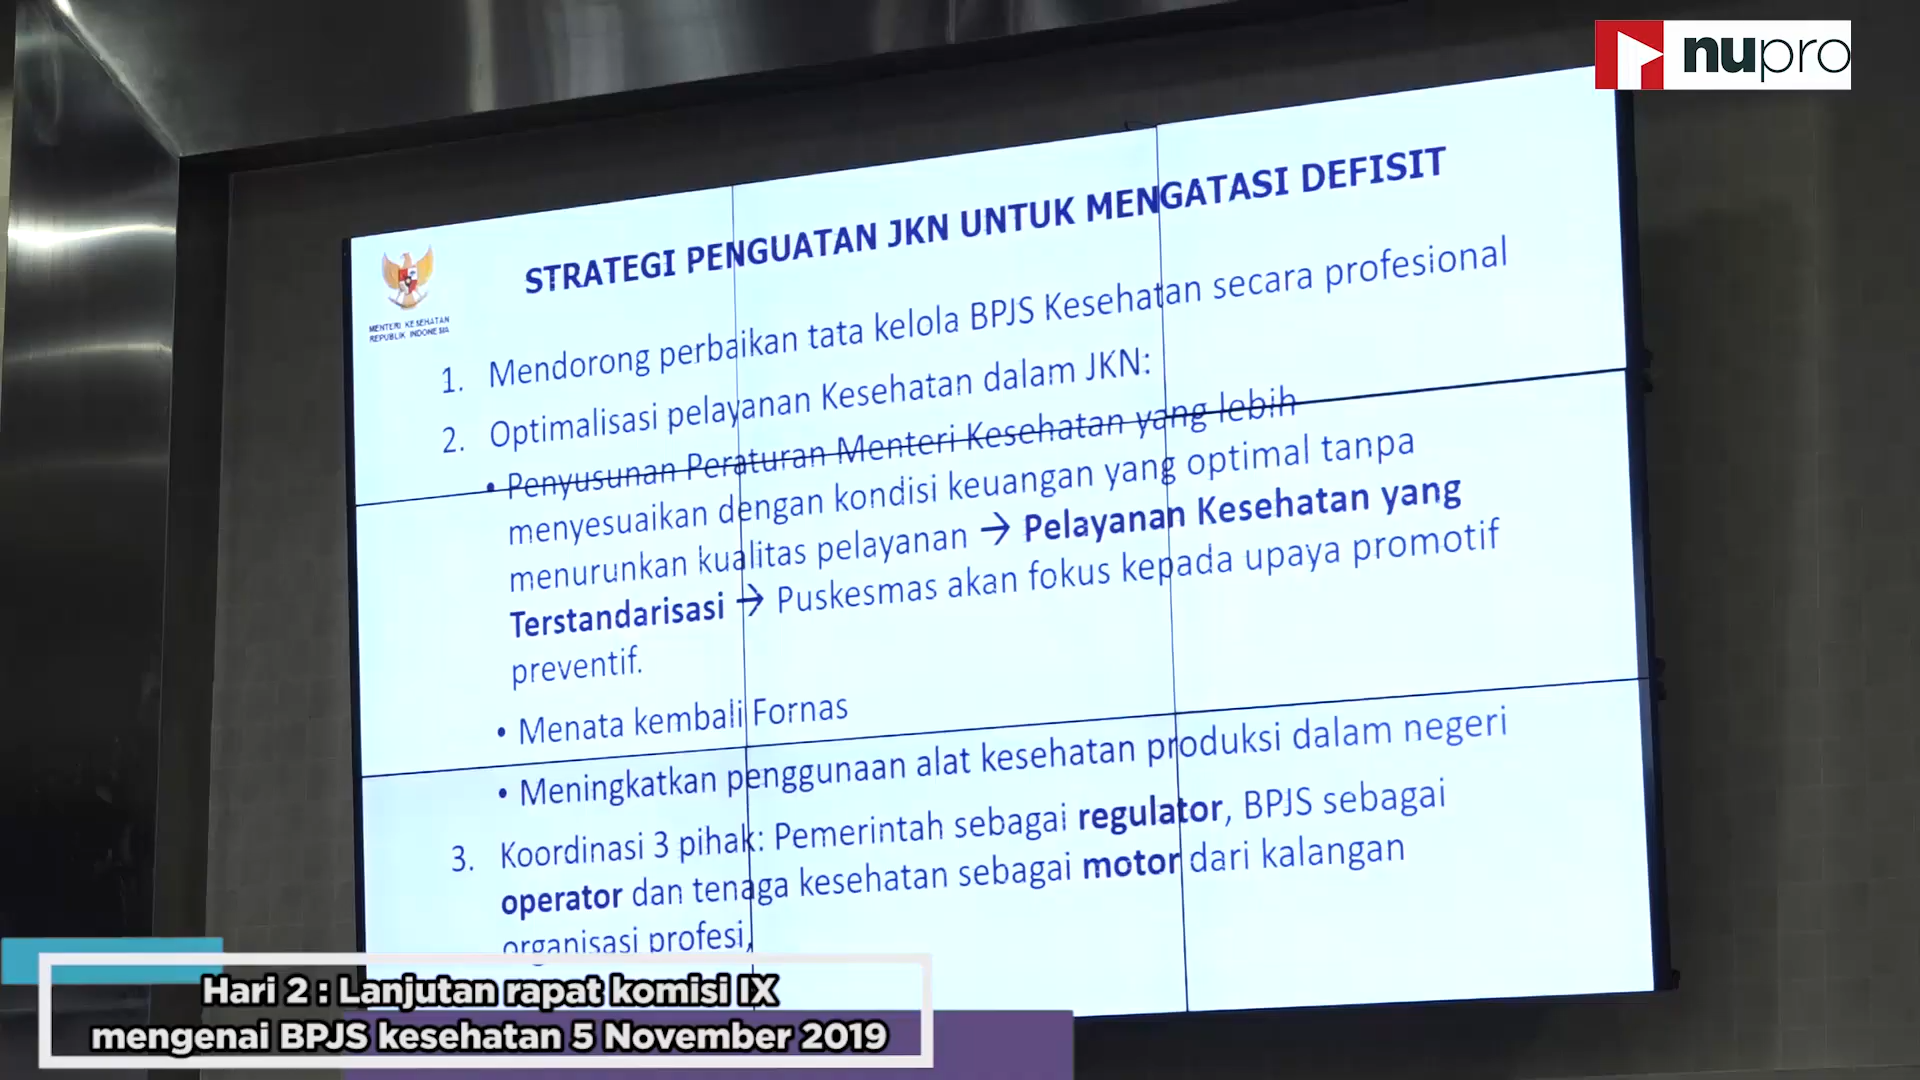 nupro
STRATEGI PENGUATAN JKN UNTUK MENGATASI DEFISIT
MENTERI KESEHATAN
REPUBLIK INDONESIA
1. Mendorong perbaikan tata kelola BPJS Kesehatan secara profesional
2. Optimalisasi pelayanan Kesehatan dalam JKN:
• Penyusunan Peraturan Menteri Kesehatan yang lebih
menyesuaikan dengan kondisi keuangan yang optimal tanpa
menurunkan kualitas pelayanan → Pelayanan Kesehatan yang
Terstandarisasi → Puskesmas akan fokus kepada upaya promotif
preventif.
• Menata kembali Fornas
• Meningkatkan penggunaan alat kesehatan produksi dalam negeri
3. Koordinasi 3 pihak: Pemerintah sebagai regulator, BPJS sebagai
operator dan tenaga kesehatan sebagai motor dari kalangan
organisasi profesi,
Hari 2 : Lanjutan rapat komisi IX
mengenai BPJS kesehatan 5 November 2019